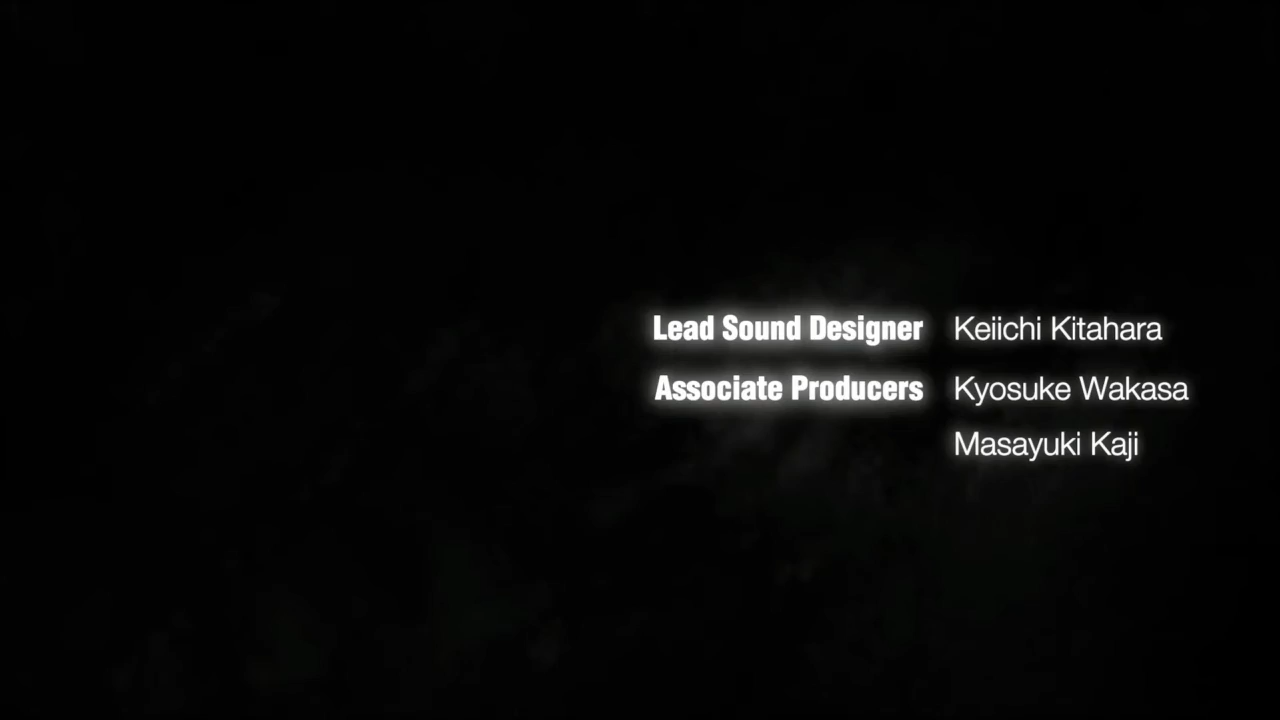 Lead Sound Designer Keiichi Kitahara
Associate Producers Kyosuke Wakasa
Masayuki Kaji